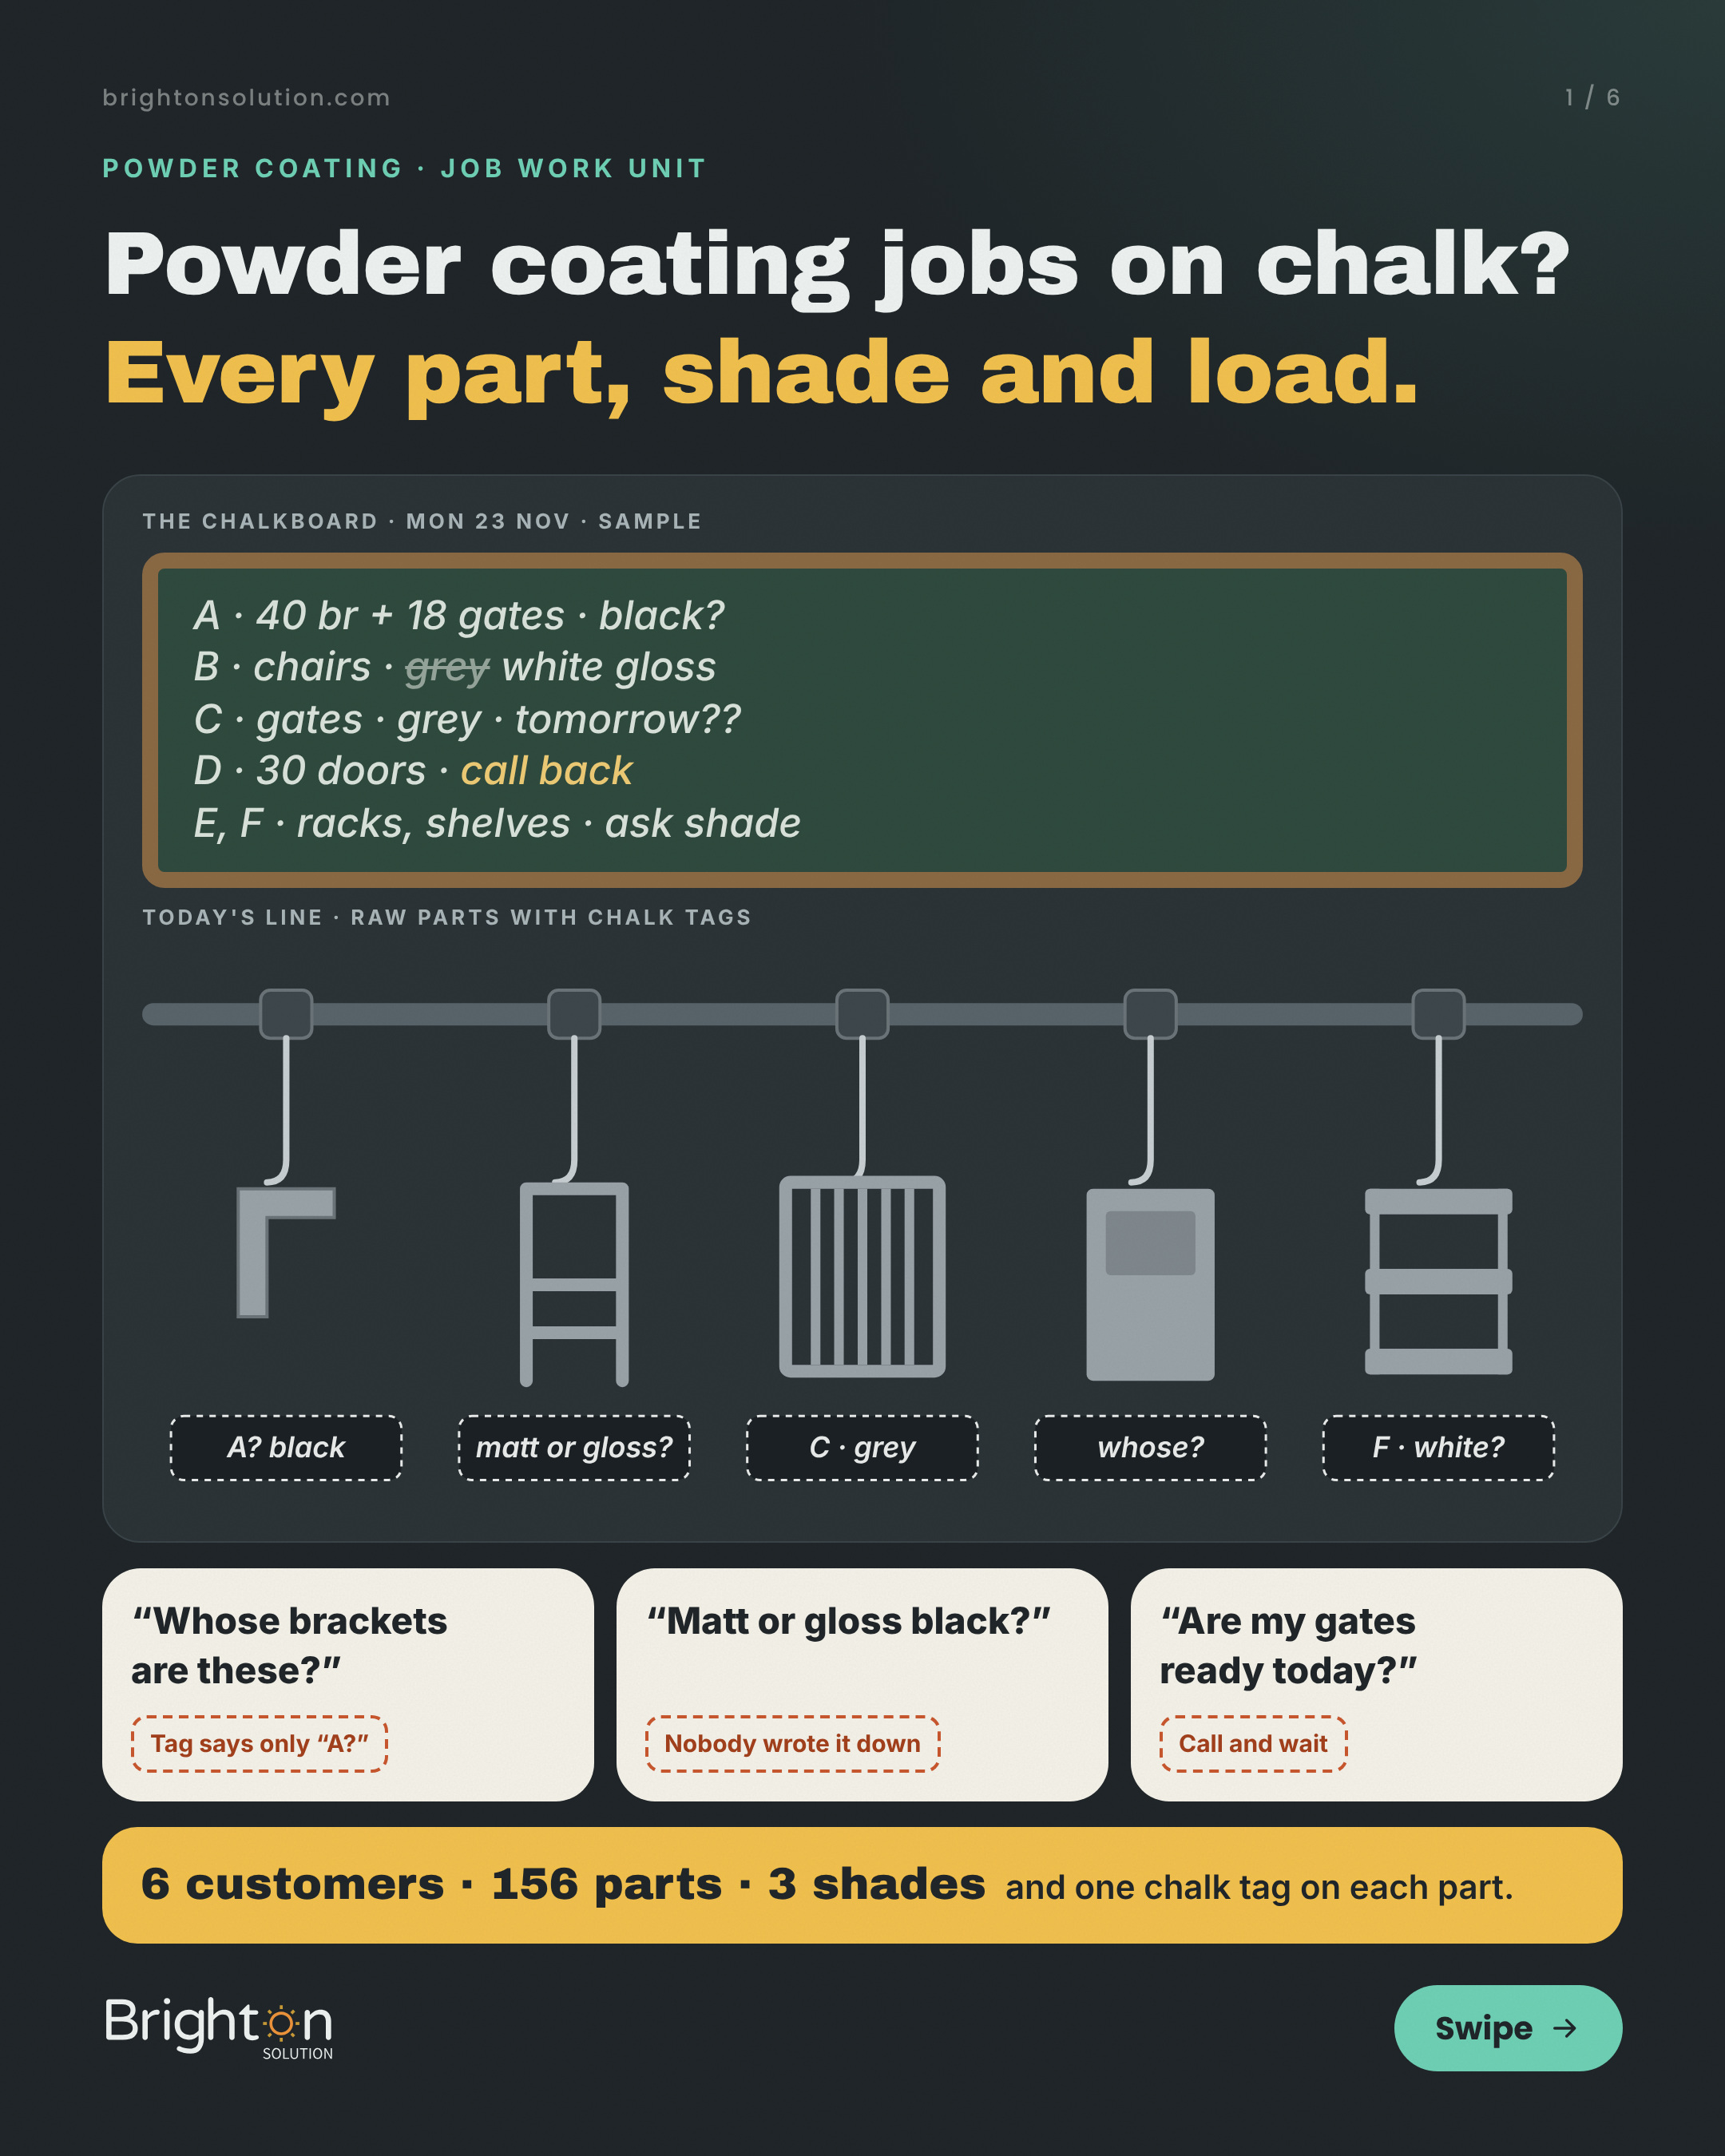 brightonsolution.com
1 / 6
POWDER COATING · JOB WORK UNIT
Powder coating jobs on chalk?
Every part, shade and load.
THE CHALKBOARD · MON 23 NOV · SAMPLE
A · 40 br + 18 gates · black?
B · chairs · grey white gloss
C · gates · grey · tomorrow??
D · 30 doors · call back
E, F · racks, shelves · ask shade
TODAY'S LINE · RAW PARTS WITH CHALK TAGS
A? black
matt or gloss?
C · grey
whose?
F · white?
“Whose brackets
are these?”
Tag says only “A?”
“Matt or gloss black?”
Nobody wrote it down
“Are my gates
ready today?”
Call and wait
6 customers · 156 parts · 3 shades and one chalk tag on each part.
Brighton
SOLUTION
Swipe →